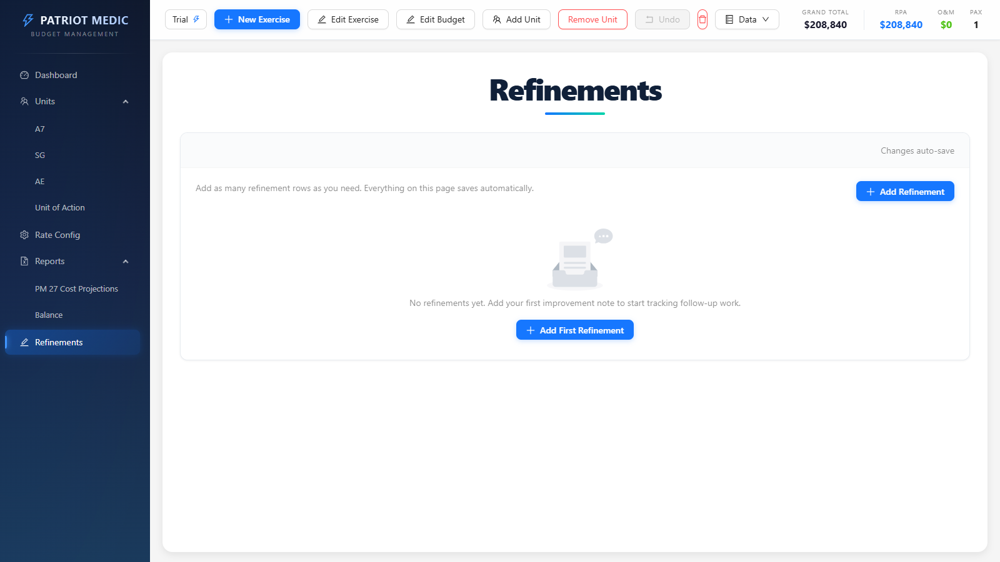 PATRIOT MEDIC
BUDGET MANAGEMENT
Dashboard
Units
A7
SG
AE
Unit of Action
Rate Config
Reports
PM 27 Cost Projections
Balance
Refinements
Trial
New Exercise
Edit Exercise
Edit Budget
Add Unit
Remove Unit
Undo
Data
GRAND TOTAL
$208,840
RPA
$208,840
O&M
$0
PAX
1
Refinements
Changes auto-save
Add as many refinement rows as you need. Everything on this page saves automatically.
Add Refinement
No refinements yet. Add your first improvement note to start tracking follow-up work.
Add First Refinement